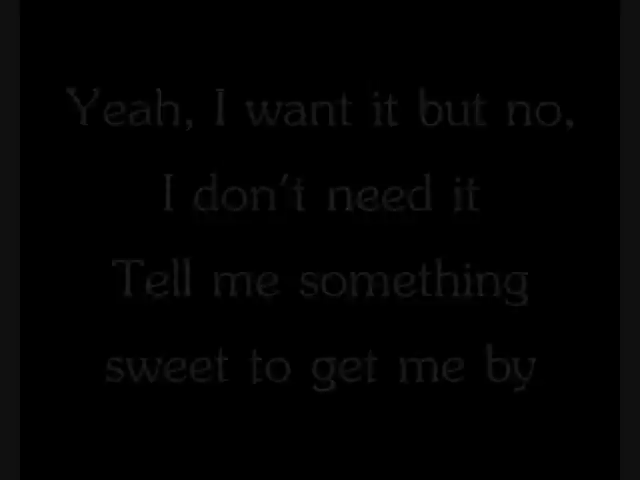 Yeah, I want it but no,
I don't need it
Tell me something
sweet to get me by